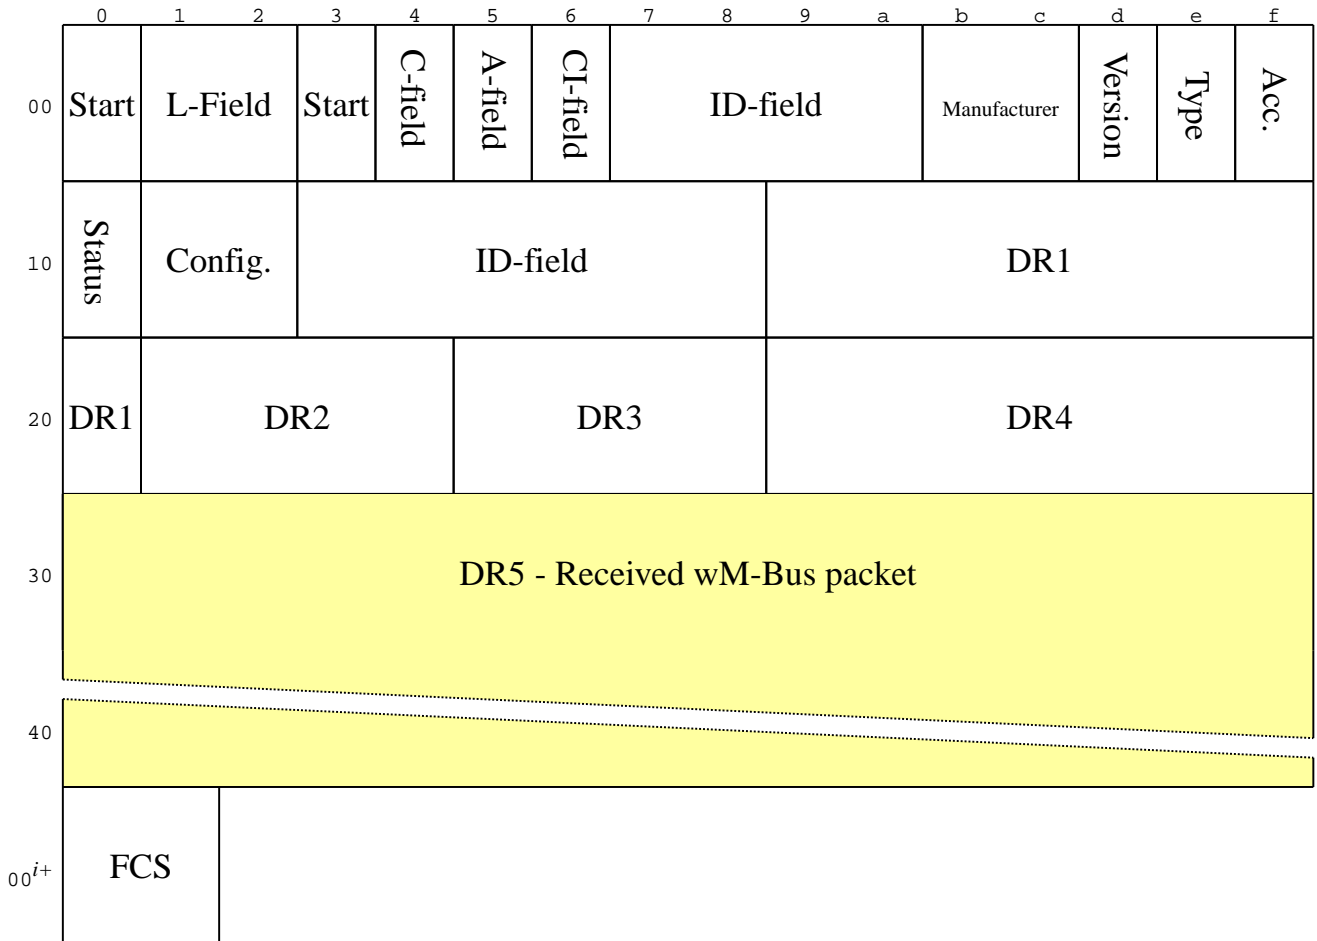 0 1 2 3 4 5 6 7 8 9 a b c d e f
00 Start L-Field Start C-field A-field CI-field ID-field Manufacturer Version Type Acc.
10 Status Config. ID-field DR1
20 DR1 DR2 DR3 DR4
30 DR5 - Received wM-Bus packet
40
00i+ FCS